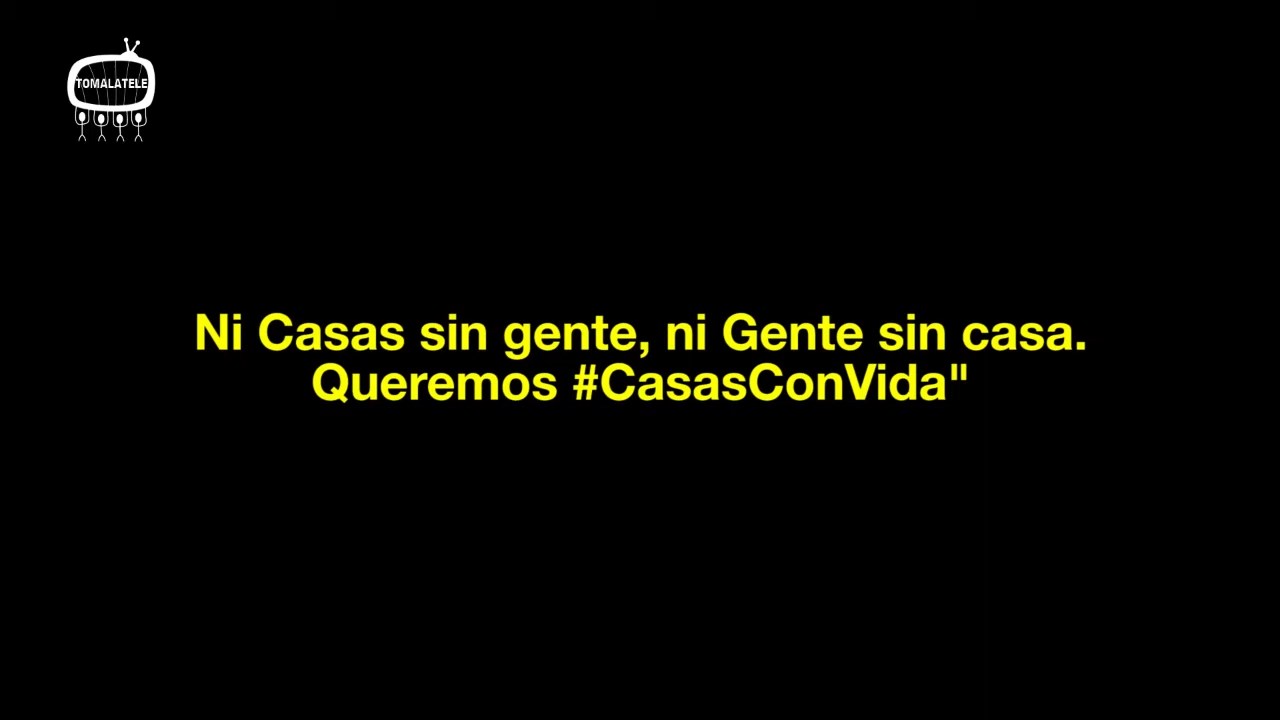 TOMALATELE
Ni Casas sin gente, ni Gente sin casa.
Queremos #CasasConVida"